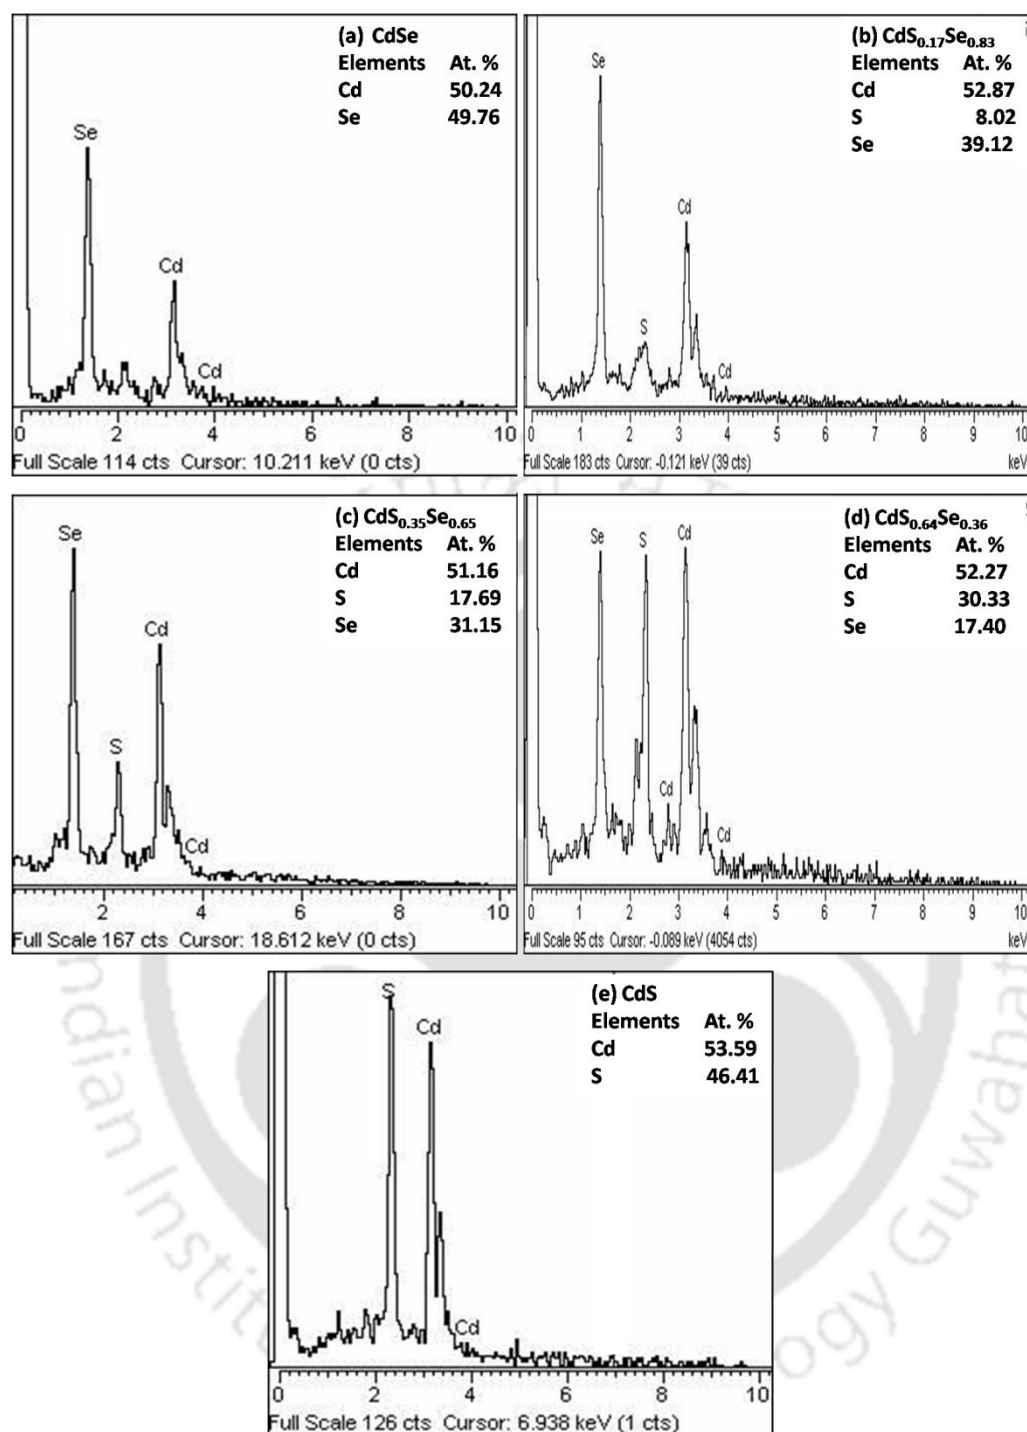 (a) CdSe
Elements At. %
Cd 50.24
Se 49.76
Se
Cd
Cd
0 2 4 6 8 10
Full Scale 114 cts Cursor: 10.211 keV (0 cts)
(b) CdS₀.₁₇Se₀.₈₃
Elements At. %
Cd 52.87
S 8.02
Se 39.12
Se
Cd
S
Cd
0 1 2 3 4 5 6 7 8 9 10
Full Scale 183 cts Cursor: -0.121 keV (39 cts) keV
(c) CdS₀.₃₅Se₀.₆₅
Elements At. %
Cd 51.16
S 17.69
Se 31.15
Se
Cd
S
Cd
2 4 6 8 10
Full Scale 167 cts Cursor: 18.612 keV (0 cts)
(d) CdS₀.₆₄Se₀.₃₆
Elements At. %
Cd 52.27
S 30.33
Se 17.40
Se S Cd
Cd
Cd
0 1 2 3 4 5 6 7 8 9 10
Full Scale 95 cts Cursor: -0.089 keV (4054 cts) keV
(e) CdS
Elements At. %
Cd 53.59
S 46.41
S
Cd
Cd
0 2 4 6 8 10
Full Scale 126 cts Cursor: 6.938 keV (1 cts)